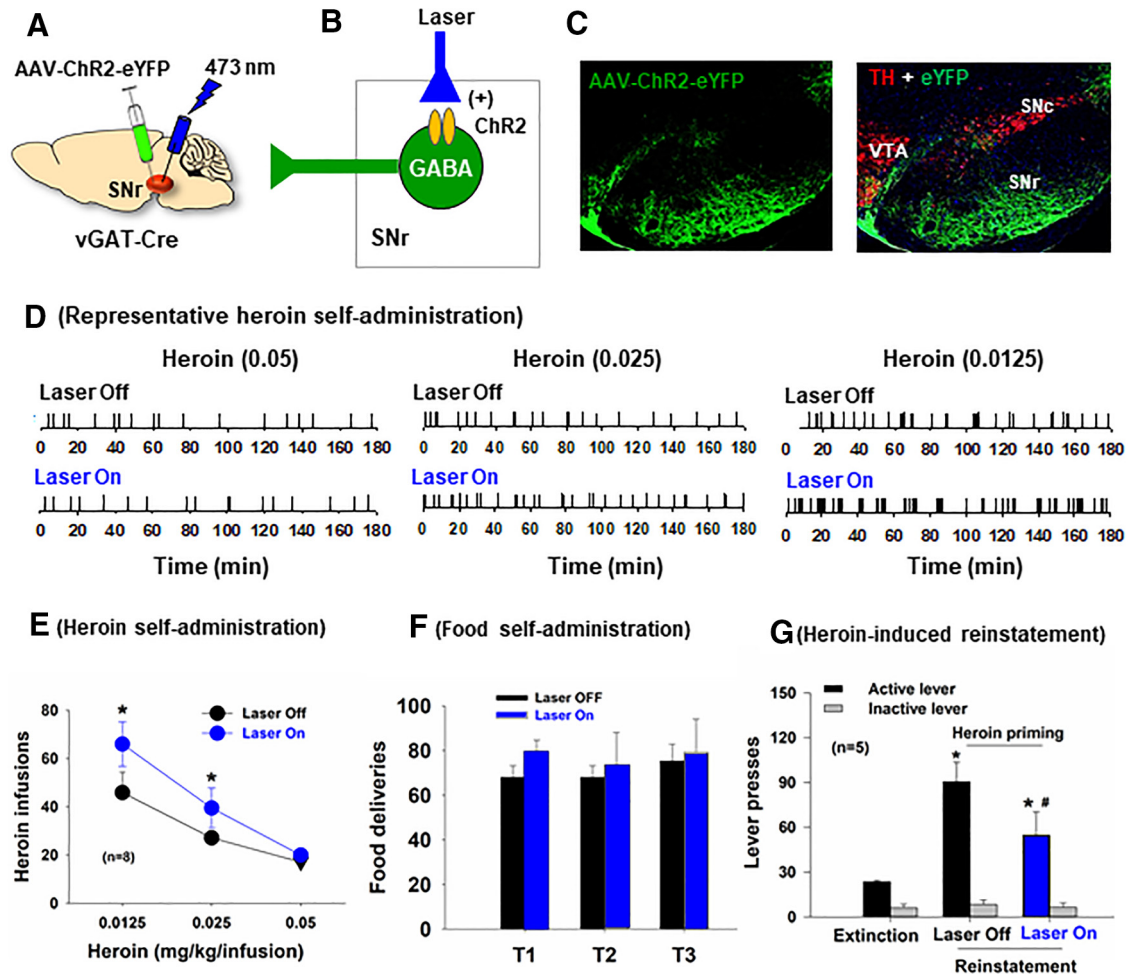 A
AAV-ChR2-eYFP
473 nm
SNr
vGAT-Cre
B
Laser
(+)
ChR2
GABA
SNr
C
AAV-ChR2-eYFP
TH + eYFP
SNc
VTA
SNr
D (Representative heroin self-administration)
Heroin (0.05)
Laser Off
0 20 40 60 80 100 120 140 160 180
Laser On
0 20 40 60 80 100 120 140 160 180
Time (min)
Heroin (0.025)
Laser Off
0 20 40 60 80 100 120 140 160 180
Laser On
0 20 40 60 80 100 120 140 160 180
Time (min)
Heroin (0.0125)
Laser Off
0 20 40 60 80 100 120 140 160 180
Laser On
0 20 40 60 80 100 120 140 160 180
Time (min)
E (Heroin self-administration)
Heroin infusions
80
60
40
20
0
*
*
Laser Off
Laser On
(n=8)
0.0125 0.025 0.05
Heroin (mg/kg/infusion)
F (Food self-administration)
Food deliveries
100
80
60
40
20
0
Laser OFF
Laser On
T1 T2 T3
G (Heroin-induced reinstatement)
Lever presses
150
120
90
60
30
0
Active lever
Inactive lever
(n=5)
Heroin priming
*
* #
Extinction Laser Off Laser On
Reinstatement